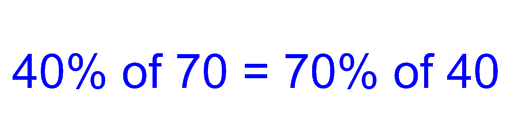 40% of 70 = 70% of 40